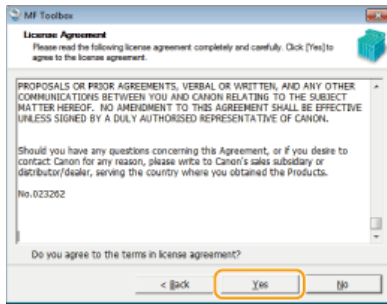 MF Toolbox
License Agreement
Please read the following license agreement completely and carefully. Click [Yes] to
agree to the license agreement.
PROPOSALS OR PRIOR AGREEMENTS, VERBAL OR WRITTEN, AND ANY OTHER
COMMUNICATIONS BETWEEN YOU AND CANON RELATING TO THE SUBJECT
MATTER HEREOF. NO AMENDMENT TO THIS AGREEMENT SHALL BE EFFECTIVE
UNLESS SIGNED BY A DULY AUTHORISED REPRESENTATIVE OF CANON.
Should you have any questions concerning this Agreement, or if you desire to
contact Canon for any reason, please write to Canon's sales subsidiary or
distributor/dealer, serving the country where you obtained the Products.
No.023262
Do you agree to the terms in license agreement?
< Back
Yes
No